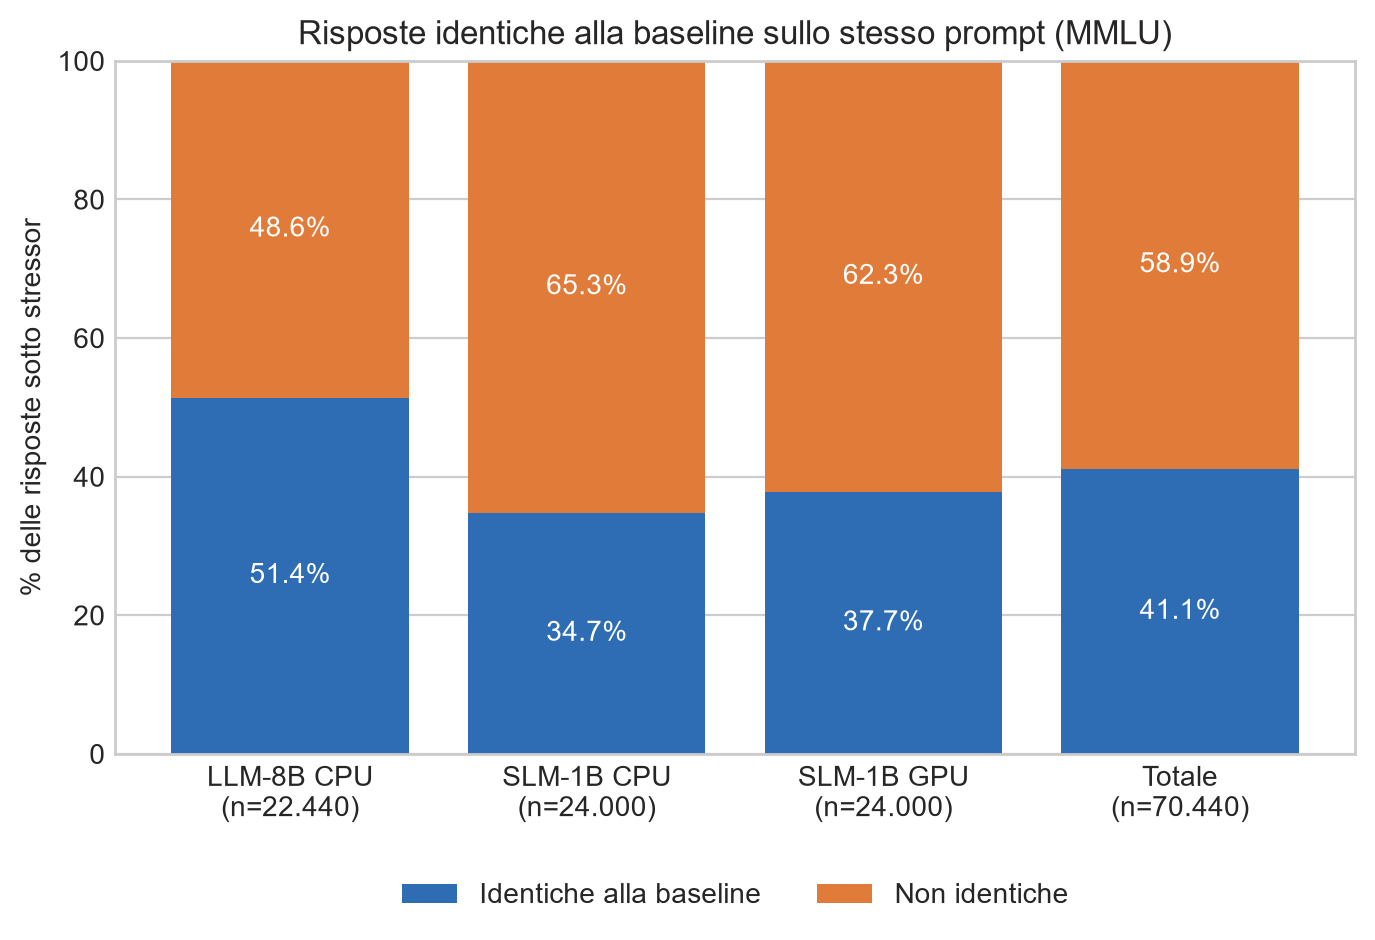 Risposte identiche alla baseline sullo stesso prompt (MMLU)
% delle risposte sotto stressor
100
80
60
40
20
0
48.6%
65.3%
62.3%
58.9%
51.4%
34.7%
37.7%
41.1%
LLM-8B CPU
(n=22.440)
SLM-1B CPU
(n=24.000)
SLM-1B GPU
(n=24.000)
Totale
(n=70.440)
Identiche alla baseline
Non identiche